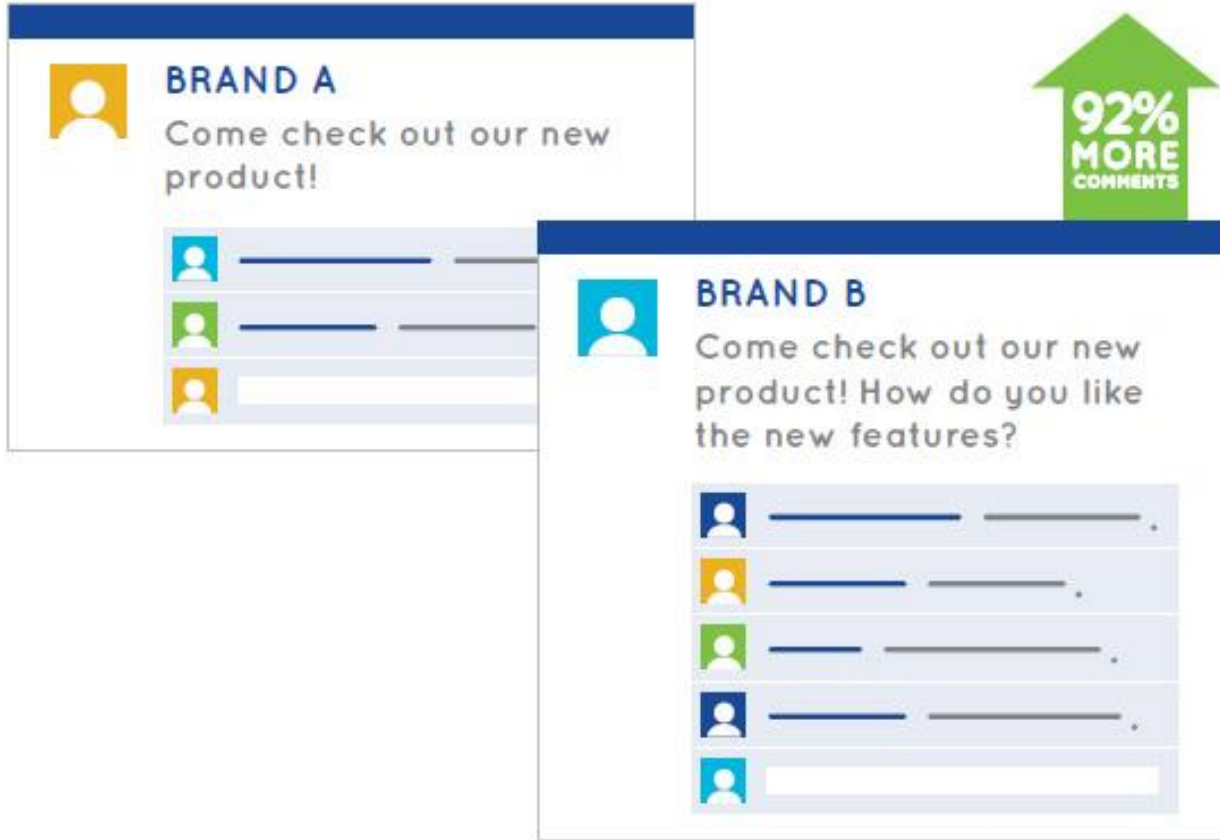 BRAND A
Come check out our new
product!
92%
MORE
COMMENTS
BRAND B
Come check out our new
product! How do you like
the new features?